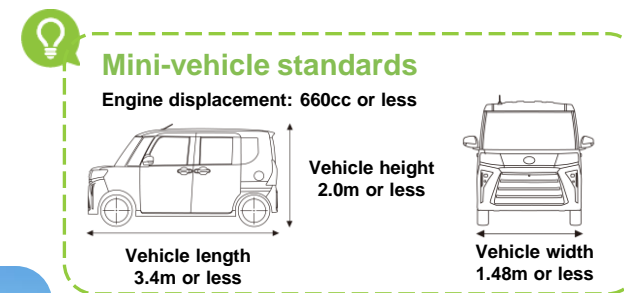 Mini-vehicle standards
Engine displacement: 660cc or less
Vehicle height
2.0m or less
Vehicle length
3.4m or less
Vehicle width
1.48m or less